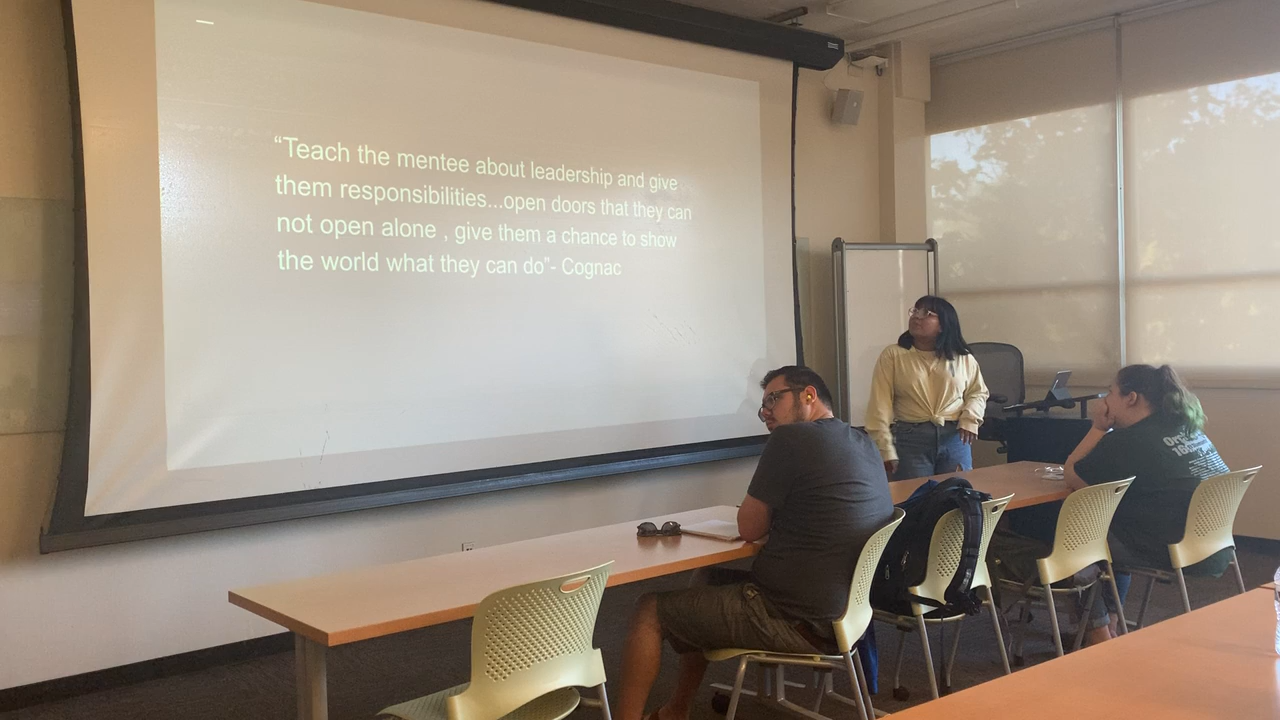 “Teach the mentee about leadership and give
them responsibilities...open doors that they can
not open alone , give them a chance to show
the world what they can do”- Cognac